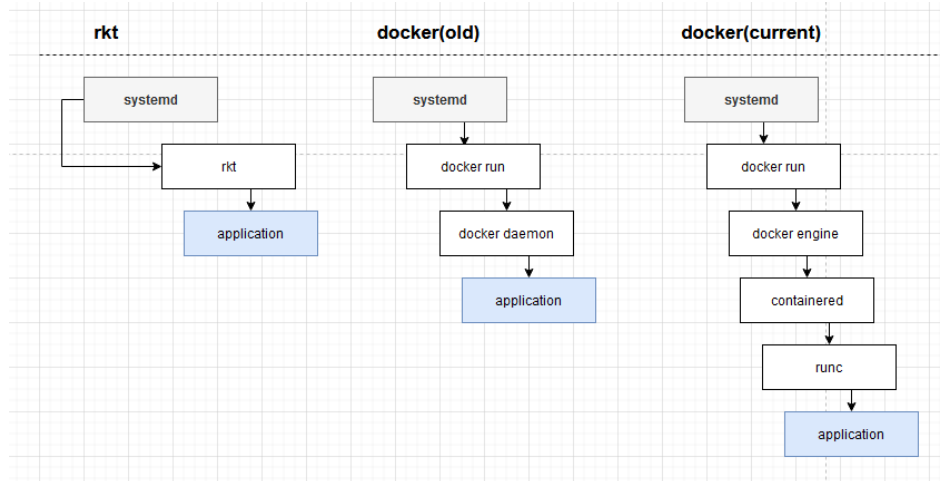 rkt
docker(old)
docker(current)
systemd
rkt
application
systemd
docker run
docker daemon
application
systemd
docker run
docker engine
containered
runc
application